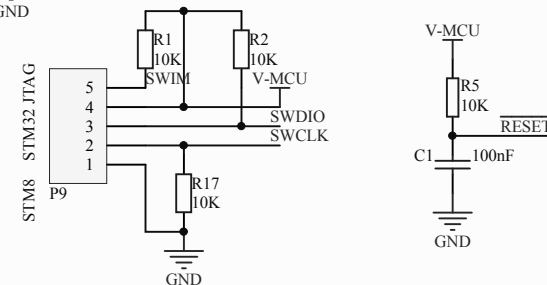 GND
R1
10K
SWIM
R2
10K
V-MCU
STM32 JTAG
STM8
5
4
3
2
1
P9
SWDIO
SWCLK
R17
10K
GND
V-MCU
R5
10K
RESET
C1
100nF
GND